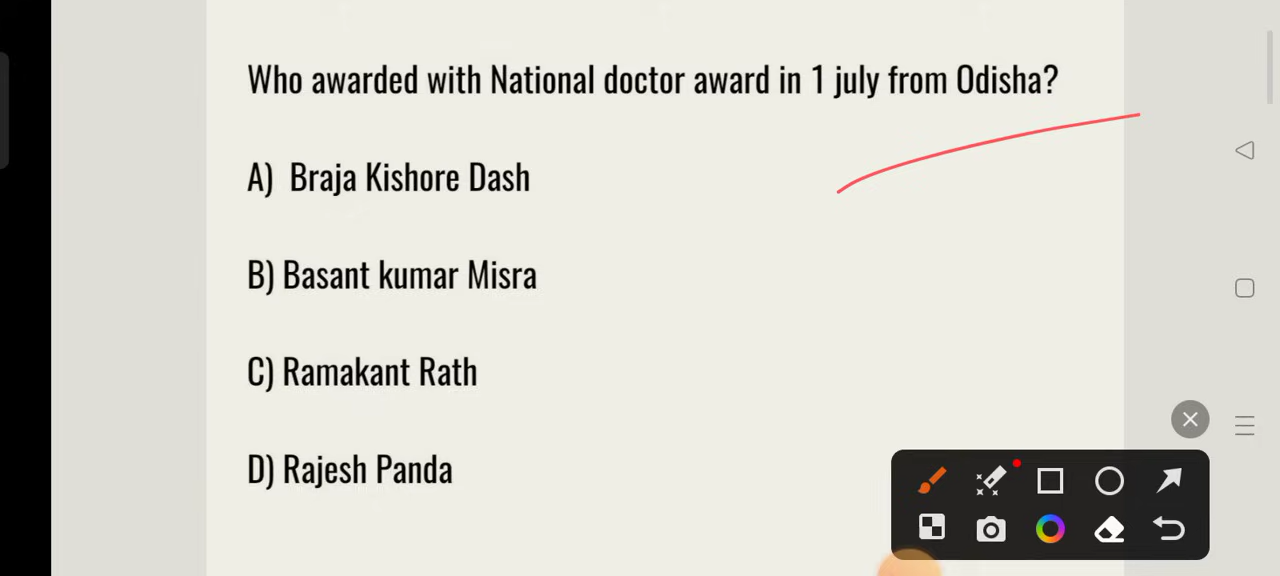 Who awarded with National doctor award in 1 july from Odisha?
A) Braja Kishore Dash
B) Basant kumar Misra
C) Ramakant Rath
D) Rajesh Panda